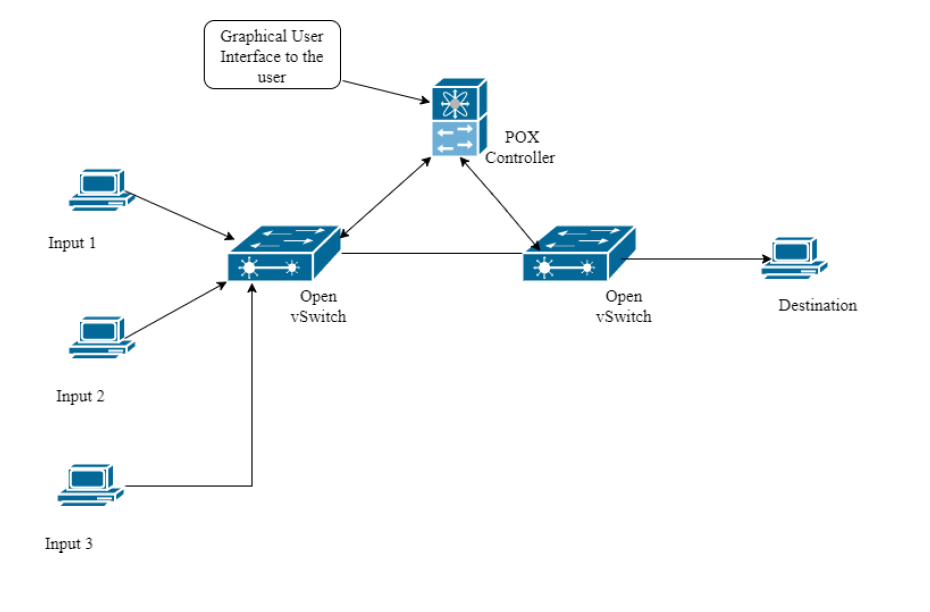 Graphical User
Interface to the
user
POX
Controller
Input 1
Open
vSwitch
Open
vSwitch
Destination
Input 2
Input 3